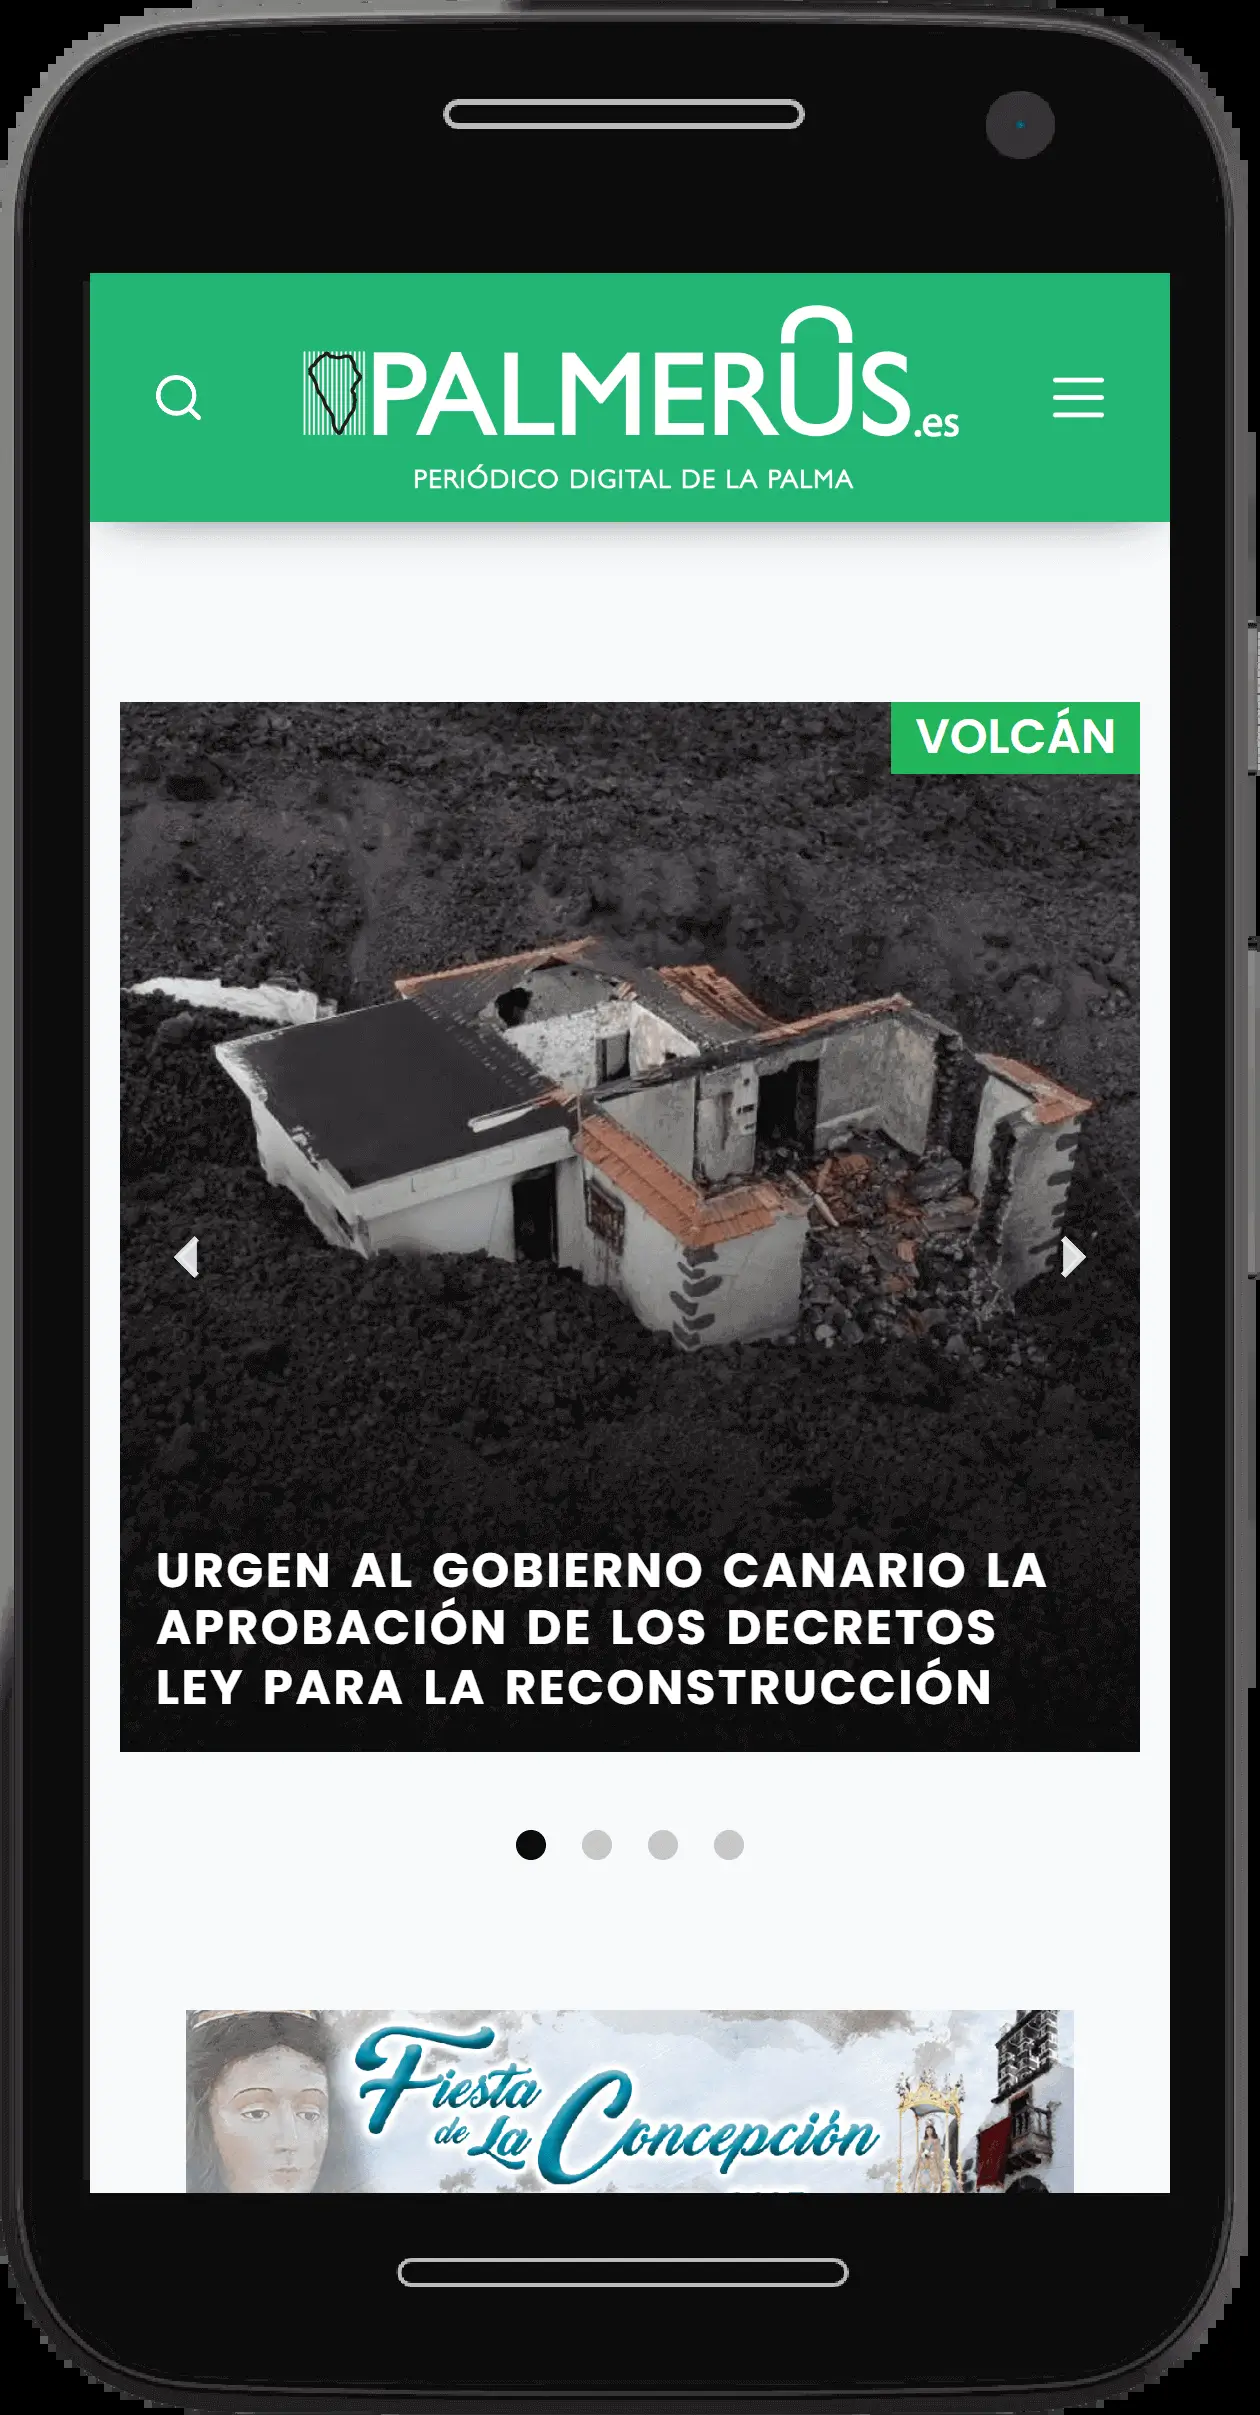 PALMERUS.es
PERIÓDICO DIGITAL DE LA PALMA
VOLCÁN
URGEN AL GOBIERNO CANARIO LA
APROBACIÓN DE LOS DECRETOS
LEY PARA LA RECONSTRUCCIÓN
Fiesta
de La Concepción